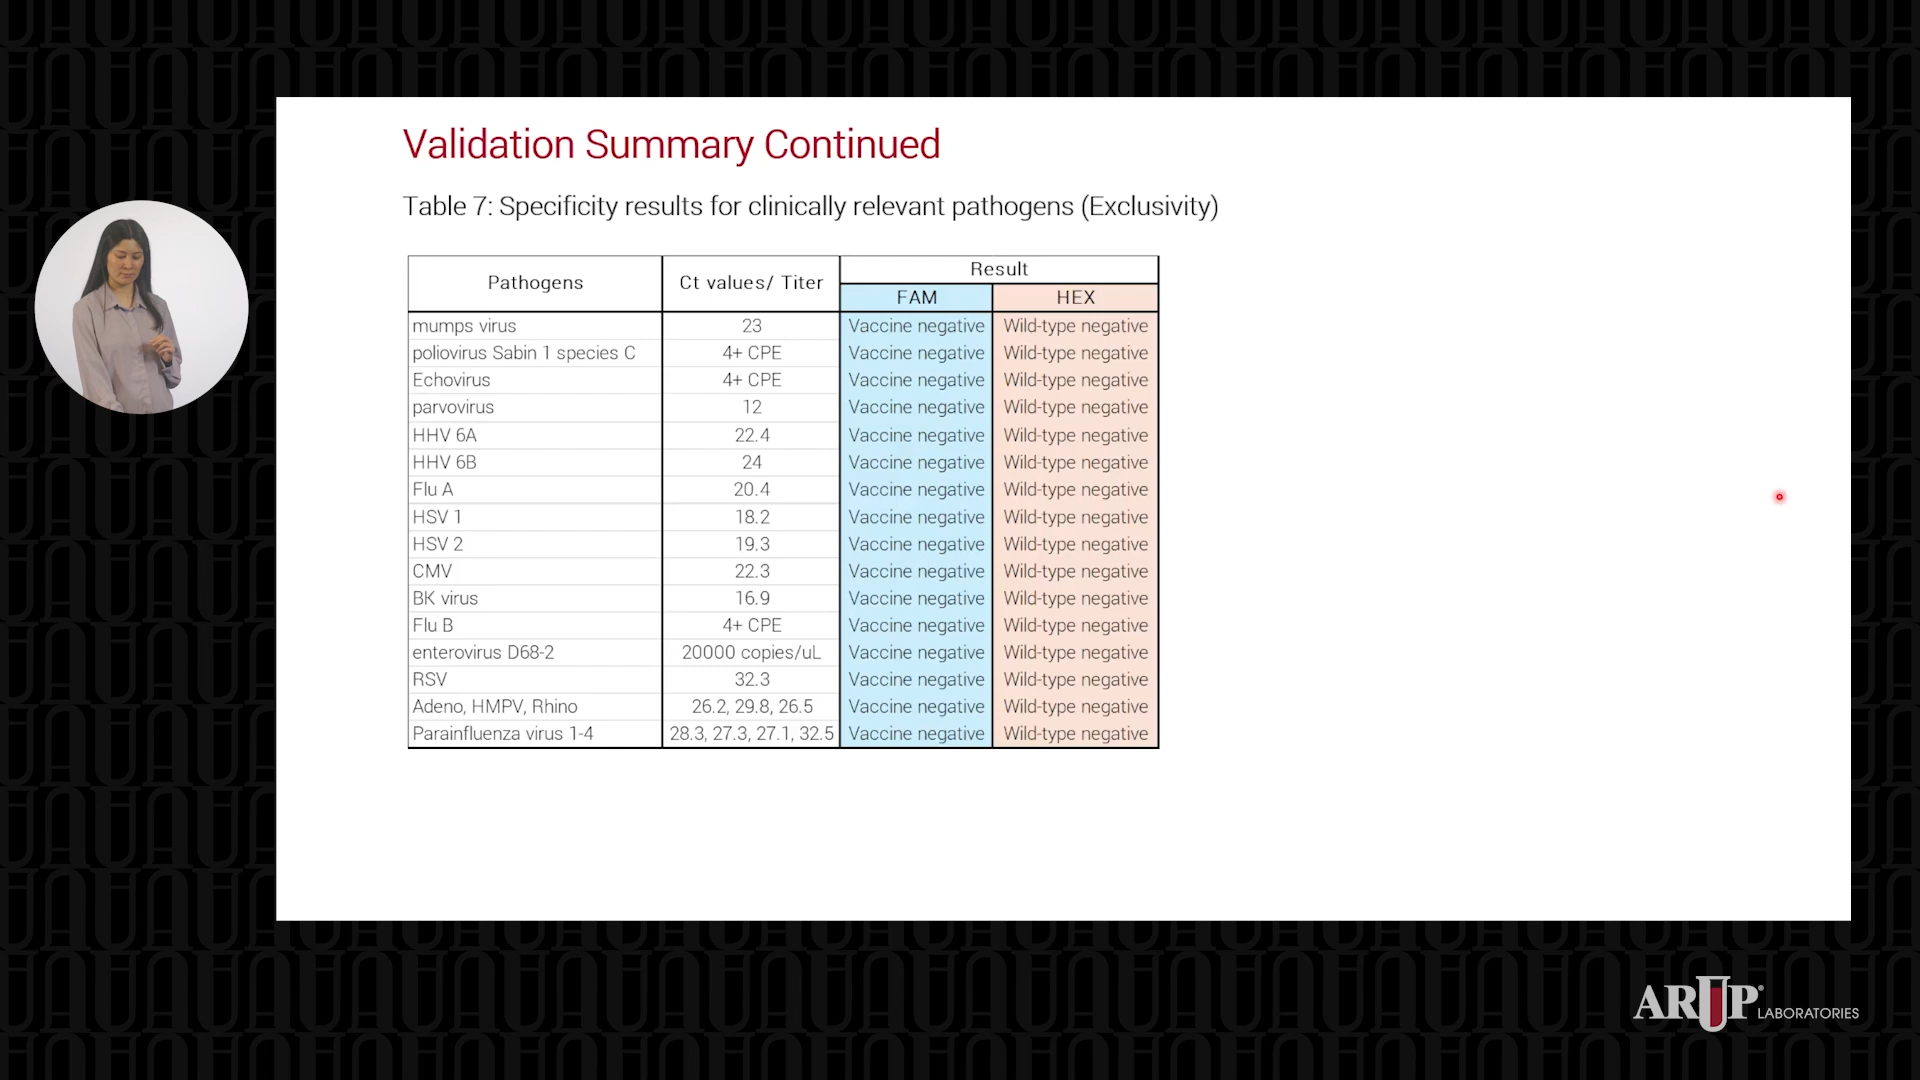 Validation Summary Continued
Table 7: Specificity results for clinically relevant pathogens (Exclusivity)
Pathogens Ct values/ Titer Result
FAM HEX
mumps virus 23 Vaccine negative Wild-type negative
poliovirus Sabin 1 species C 4+ CPE Vaccine negative Wild-type negative
Echovirus 4+ CPE Vaccine negative Wild-type negative
parvovirus 12 Vaccine negative Wild-type negative
HHV 6A 22.4 Vaccine negative Wild-type negative
HHV 6B 24 Vaccine negative Wild-type negative
Flu A 20.4 Vaccine negative Wild-type negative
HSV 1 18.2 Vaccine negative Wild-type negative
HSV 2 19.3 Vaccine negative Wild-type negative
CMV 22.3 Vaccine negative Wild-type negative
BK virus 16.9 Vaccine negative Wild-type negative
Flu B 4+ CPE Vaccine negative Wild-type negative
enterovirus D68-2 20000 copies/uL Vaccine negative Wild-type negative
RSV 32.3 Vaccine negative Wild-type negative
Adeno, HMPV, Rhino 26.2, 29.8, 26.5 Vaccine negative Wild-type negative
Parainfluenza virus 1-4 28.3, 27.3, 27.1, 32.5 Vaccine negative Wild-type negative
ARUP® LABORATORIES